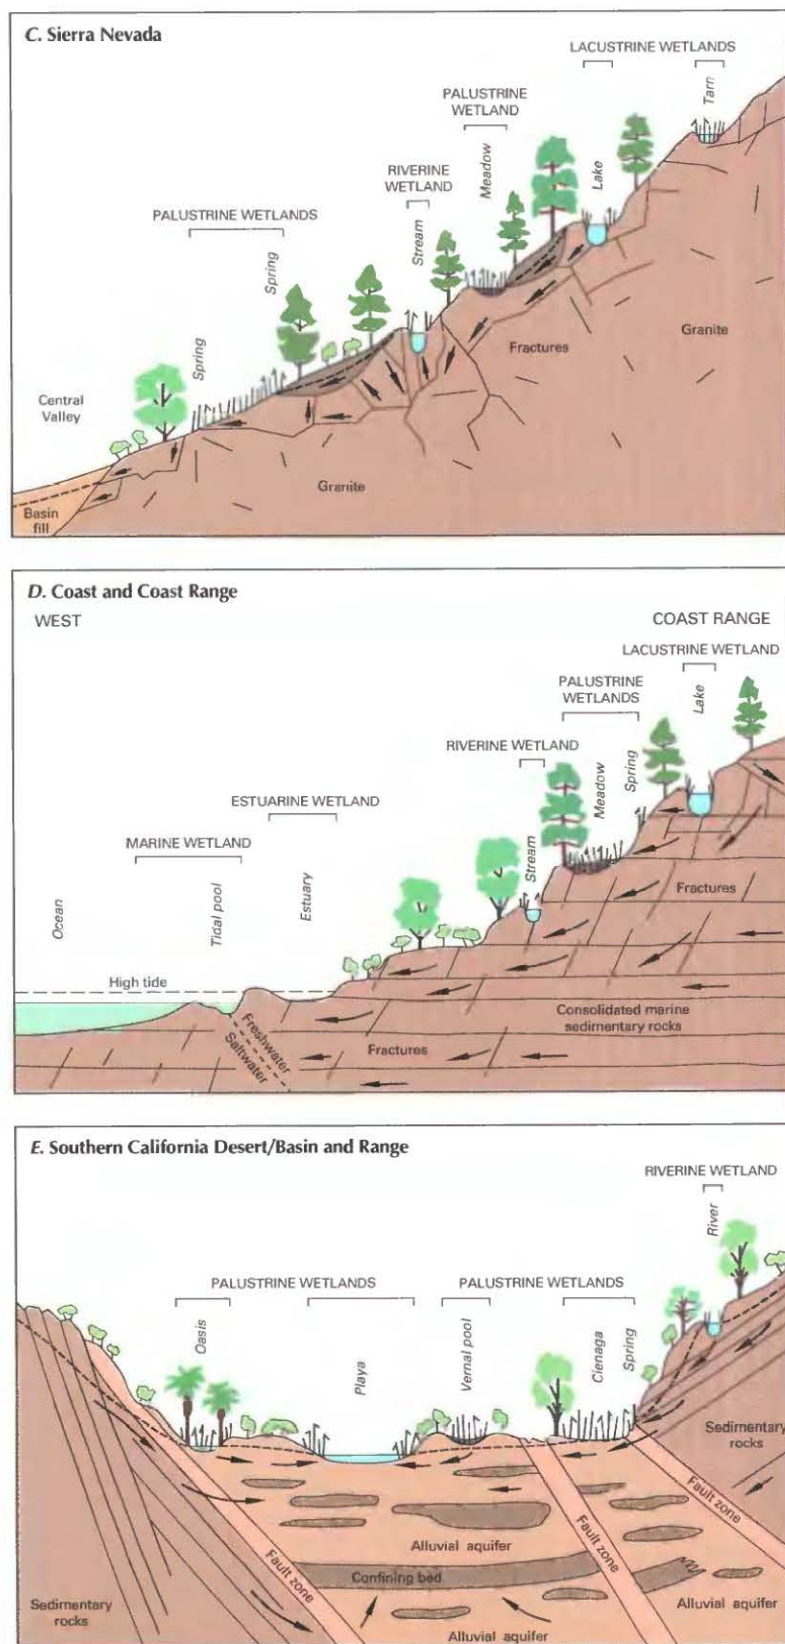 C. Sierra Nevada
LACUSTRINE WETLANDS
Tarn
Lake
PALUSTRINE
WETLAND
Meadow
RIVERINE
WETLAND
Stream
PALUSTRINE WETLANDS
Spring
Spring
Central
Valley
Fractures
Granite
Granite
Basin
fill
D. Coast and Coast Range
WEST
COAST RANGE
LACUSTRINE WETLAND
Lake
PALUSTRINE
WETLANDS
Spring
Meadow
RIVERINE WETLAND
Stream
ESTUARINE WETLAND
Estuary
MARINE WETLAND
Tidal pool
Ocean
High tide
Fractures
Consolidated marine
sedimentary rocks
Freshwater
Saltwater
Fractures
E. Southern California Desert/Basin and Range
RIVERINE WETLAND
River
PALUSTRINE WETLANDS
PALUSTRINE WETLANDS
Oasis
Playa
Vernal pool
Cienaga
Spring
Sedimentary
rocks
Fault zone
Fault zone
Fault zone
Alluvial aquifer
Confining bed
Sedimentary
rocks
Alluvial aquifer
Alluvial aquifer